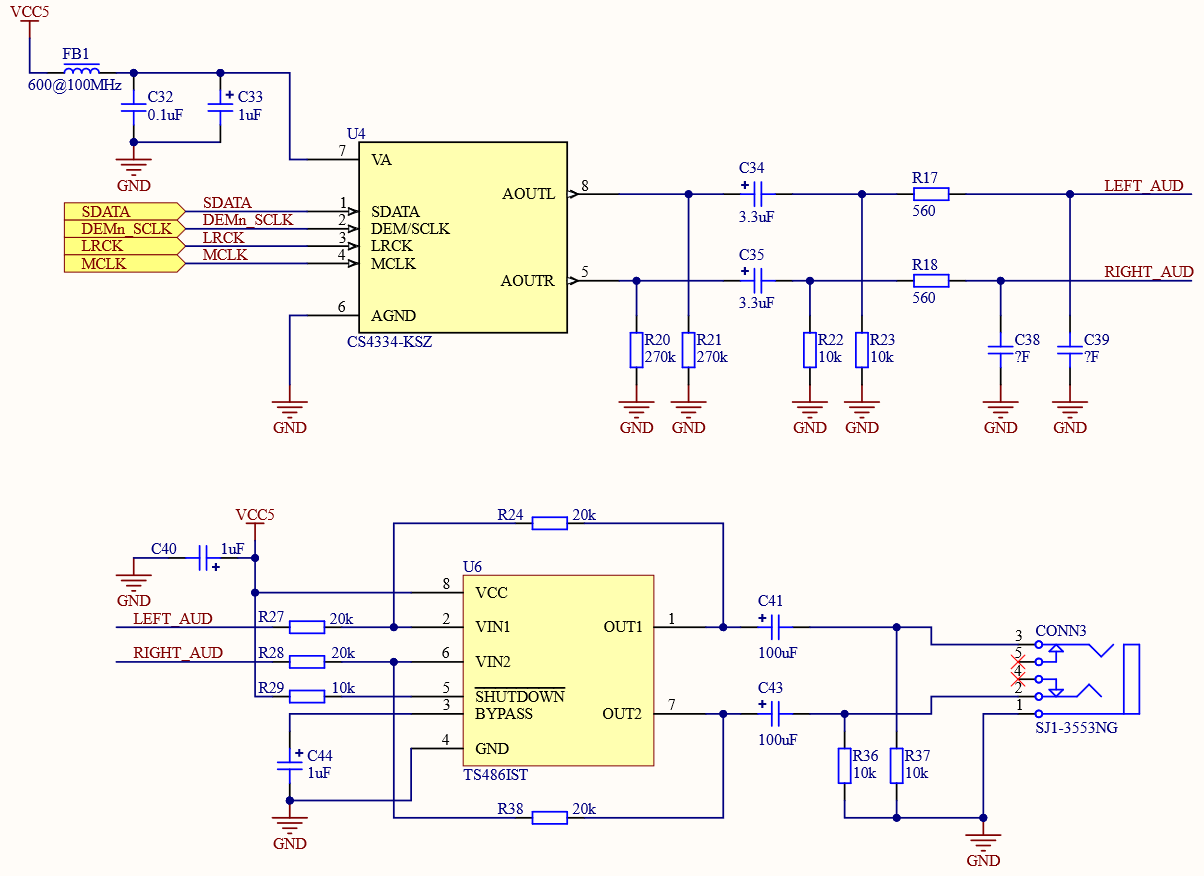 VCC5
FB1
600@100MHz
C32
0.1uF
C33
1uF
GND
U4
7 VA
SDATA SDATA 1 SDATA
DEMn_SCLK DEMn_SCLK 2 DEM/SCLK
LRCK LRCK 3 LRCK
MCLK MCLK 4 MCLK
6 AGND
AOUTL 8
AOUTR 5
CS4334-KSZ
GND
C34
3.3uF
R17
560
LEFT_AUD
C35
3.3uF
R18
560
RIGHT_AUD
R20
270k
R21
270k
R22
10k
R23
10k
C38
?F
C39
?F
GND GND GND GND GND GND
VCC5
C40 1uF
GND
R24 20k
U6
8 VCC
LEFT_AUD R27 20k 2 VIN1
RIGHT_AUD R28 20k 6 VIN2
R29 10k 5 SHUTDOWN
3 BYPASS
4 GND
OUT1 1
OUT2 7
TS486IST
C44
1uF
GND
R38 20k
C41
100uF
C43
100uF
R36
10k
R37
10k
CONN3
3
5
4
2
1
SJ1-3553NG
GND